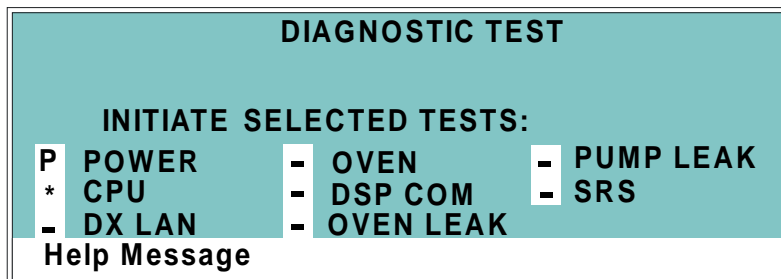 DIAGNOSTIC TEST
INITIATE SELECTED TESTS:
P POWER - OVEN - PUMP LEAK
* CPU - DSP COM - SRS
- DX LAN - OVEN LEAK
Help Message